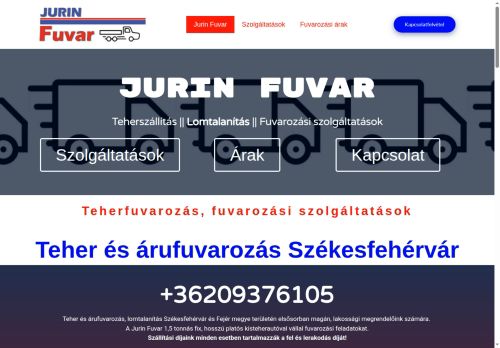 JURIN
Fuvar
Jurin Fuvar
Szolgáltatások
Fuvarozási árak
Kapcsolatfelvétel
JURIN FUVAR
Teherszállítás || Lomtalanítás || Fuvarozási szolgáltatások
Szolgáltatások
Árak
Kapcsolat
Teherfuvarozás, fuvarozási szolgáltatások
Teher és árufuvarozás Székesfehérvár
+36209376105
Teher és árufuvarozás, lomtalanítás Székesfehérvár és Fejér megye területén elsősorban magán, lakossági megrendelőink számára.
A Jurin Fuvar 1,5 tonnás fix, hosszú platós kisteherautóval vállal fuvarozási feladatokat.
Szállítási díjaink minden esetben tartalmazzák a fel és lerakodás díját!